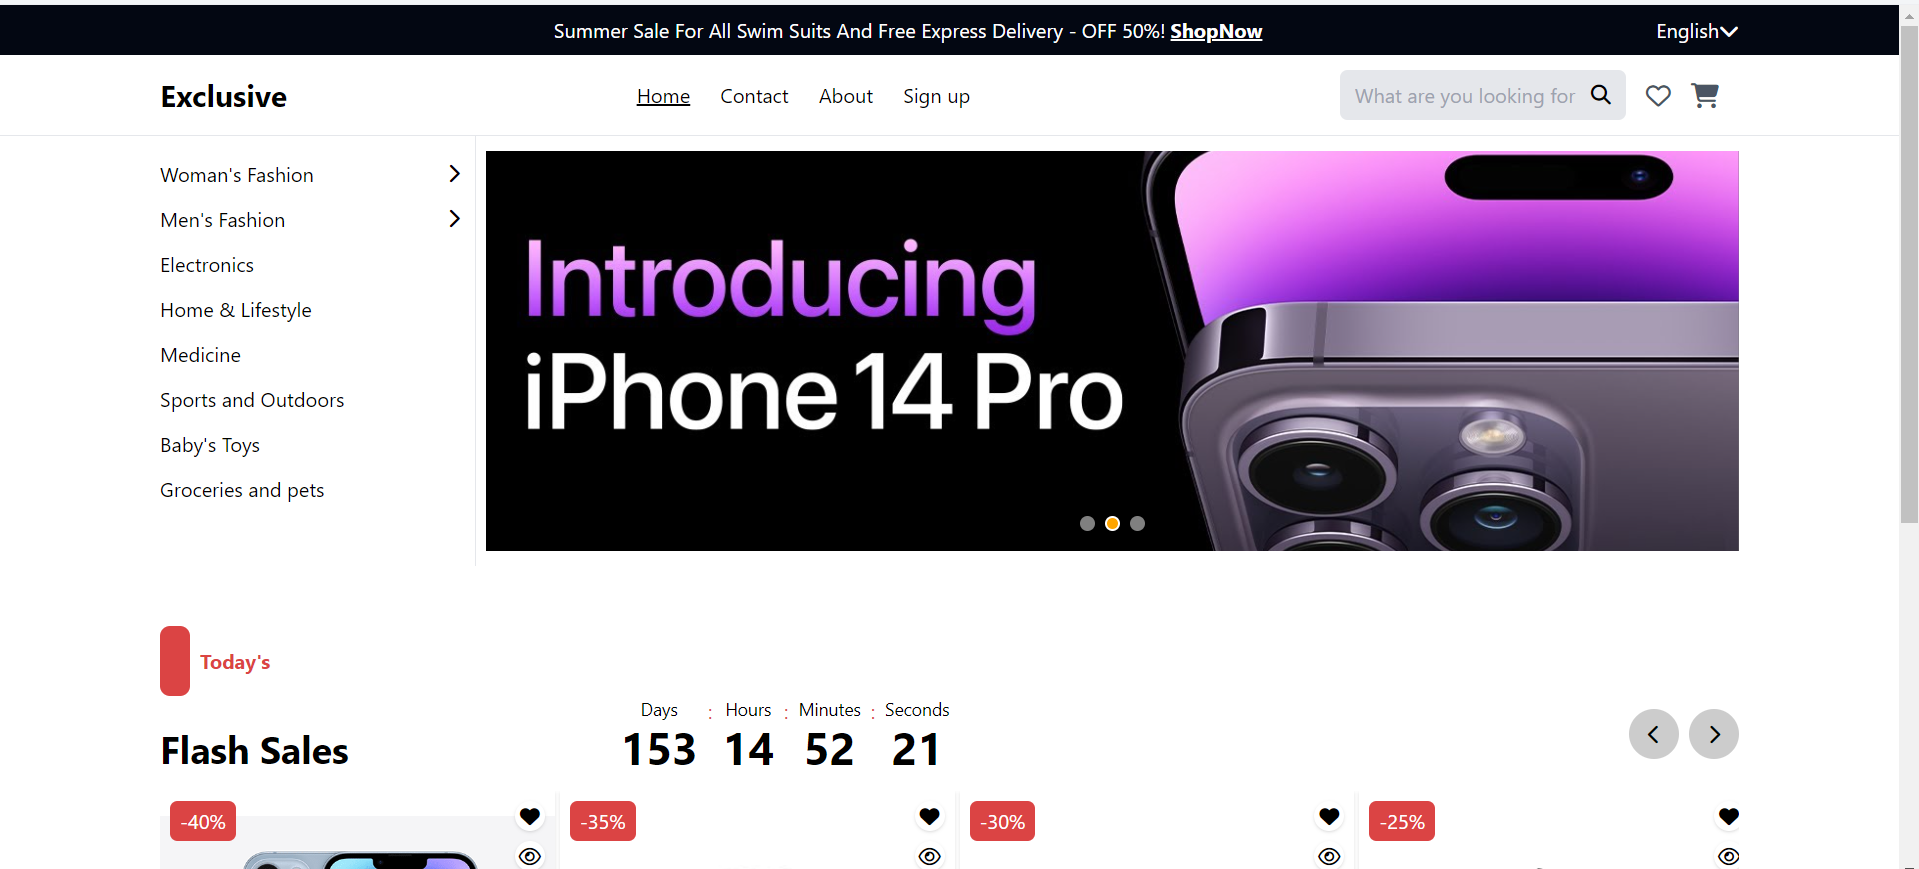 Summer Sale For All Swim Suits And Free Express Delivery - OFF 50%! ShopNow
English
Exclusive
Home
Contact
About
Sign up
What are you looking for
Woman's Fashion
Men's Fashion
Electronics
Home & Lifestyle
Medicine
Sports and Outdoors
Baby's Toys
Groceries and pets
Introducing
iPhone 14 Pro
Today's
Flash Sales
Days : Hours : Minutes : Seconds
153 14 52 21
-40%
-35%
-30%
-25%